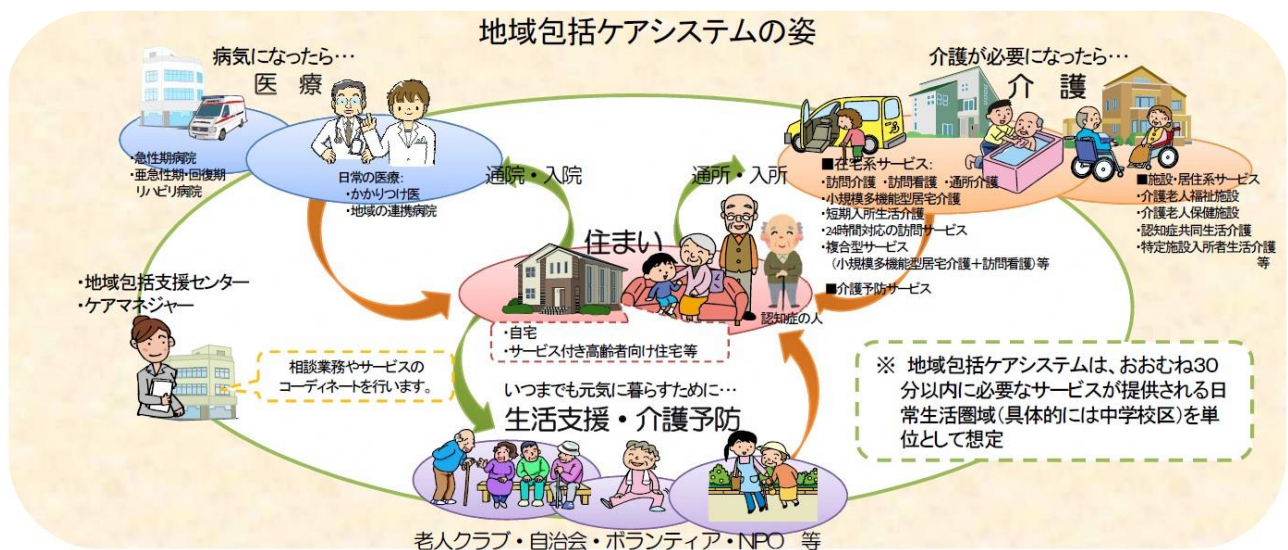 地域包括ケアシステムの姿
病気になったら…
医 療
・急性期病院
・亜急性期・回復期
リハビリ病院
日常の医療:
・かかりつけ医
・地域の連携病院
通院・入院
通所・入所
介護が必要になったら…
介 護
■在宅系サービス:
・訪問介護 ・訪問看護 ・通所介護
・小規模多機能型居宅介護
・短期入所生活介護
・24時間対応の訪問サービス
・複合型サービス
(小規模多機能型居宅介護+訪問看護)等
■介護予防サービス
■施設・居住系サービス
・介護老人福祉施設
・介護老人保健施設
・認知症共同生活介護
・特定施設入所者生活介護
等
住まい
認知症の人
・自宅
・サービス付き高齢者向け住宅等
・地域包括支援センター
・ケアマネジャー
相談業務やサービスの
コーディネートを行います。
いつまでも元気に暮らすために…
生活支援・介護予防
老人クラブ・自治会・ボランティア・NPO 等
※ 地域包括ケアシステムは、おおむね30
分以内に必要なサービスが提供される日
常生活圏域(具体的には中学校区)を単
位として想定